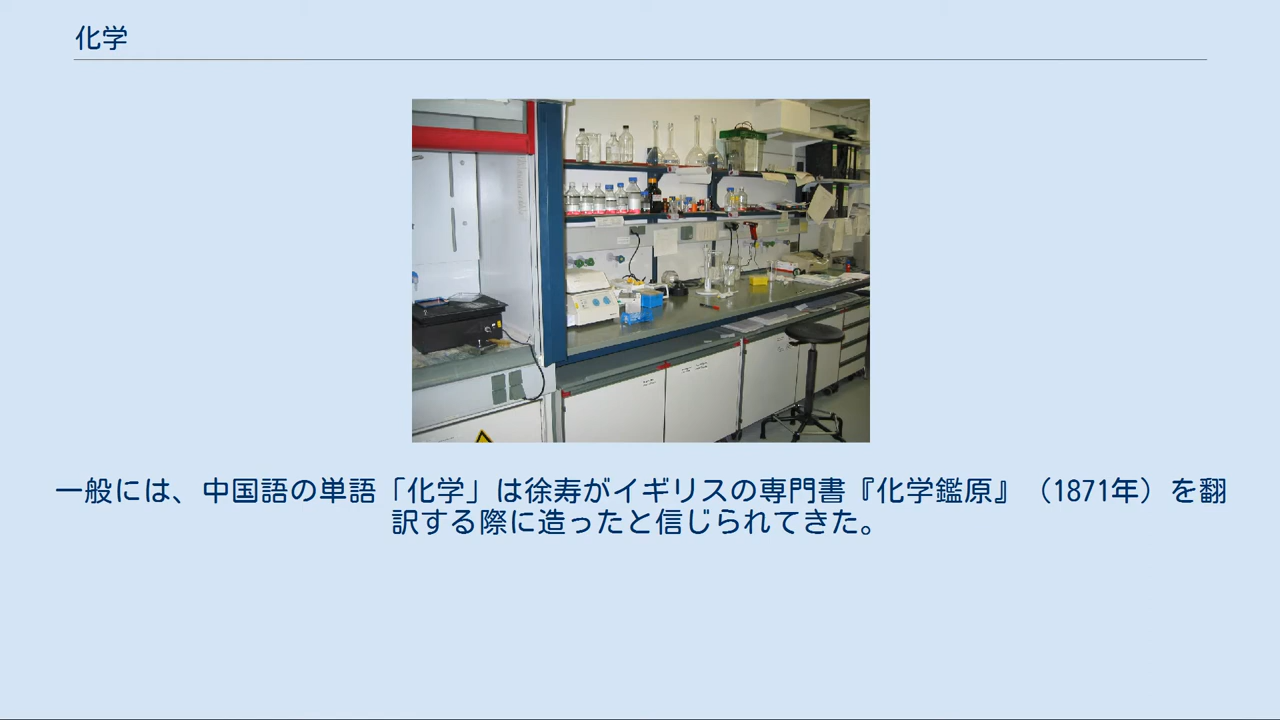 化学
一般には、中国語の単語「化学」は徐寿がイギリスの専門書『化学鑑原』（1871年）を翻
訳する際に造ったと信じられてきた。